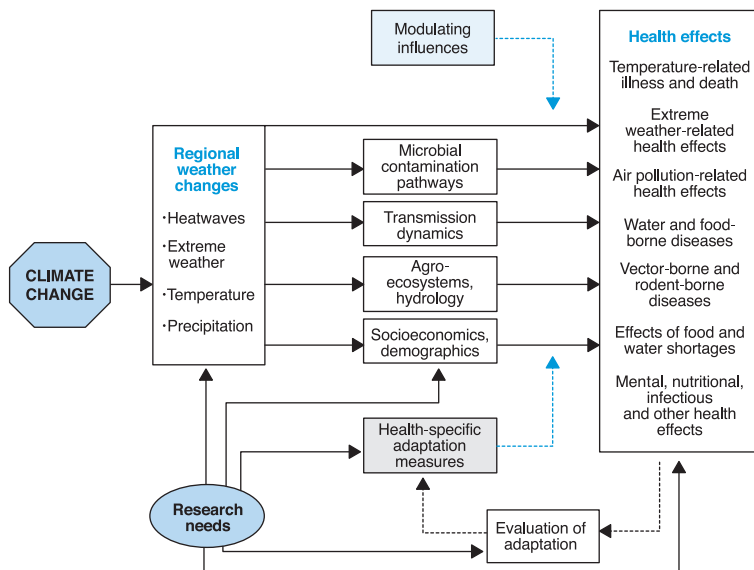 Modulating
influences
Health effects
Temperature-related
illness and death
Extreme
weather-related
health effects
Air pollution-related
health effects
Water and food-
borne diseases
Vector-borne and
rodent-borne
diseases
Effects of food and
water shortages
Mental, nutritional,
infectious
and other health
effects
Regional
weather
changes
·Heatwaves
·Extreme
weather
·Temperature
·Precipitation
Microbial
contamination
pathways
Transmission
dynamics
Agro-
ecosystems,
hydrology
Socioeconomics,
demographics
CLIMATE
CHANGE
Health-specific
adaptation
measures
Research
needs
Evaluation of
adaptation